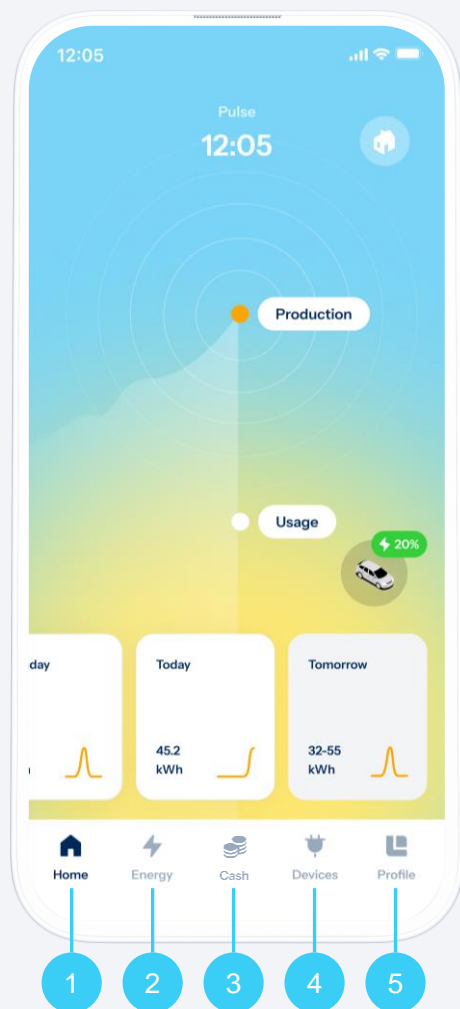 12:05
Pulse
12:05
Production
Usage
20%
day
Today
Tomorrow
45.2
kWh
32-55
kWh
Home
Energy
Cash
Devices
Profile
1
2
3
4
5